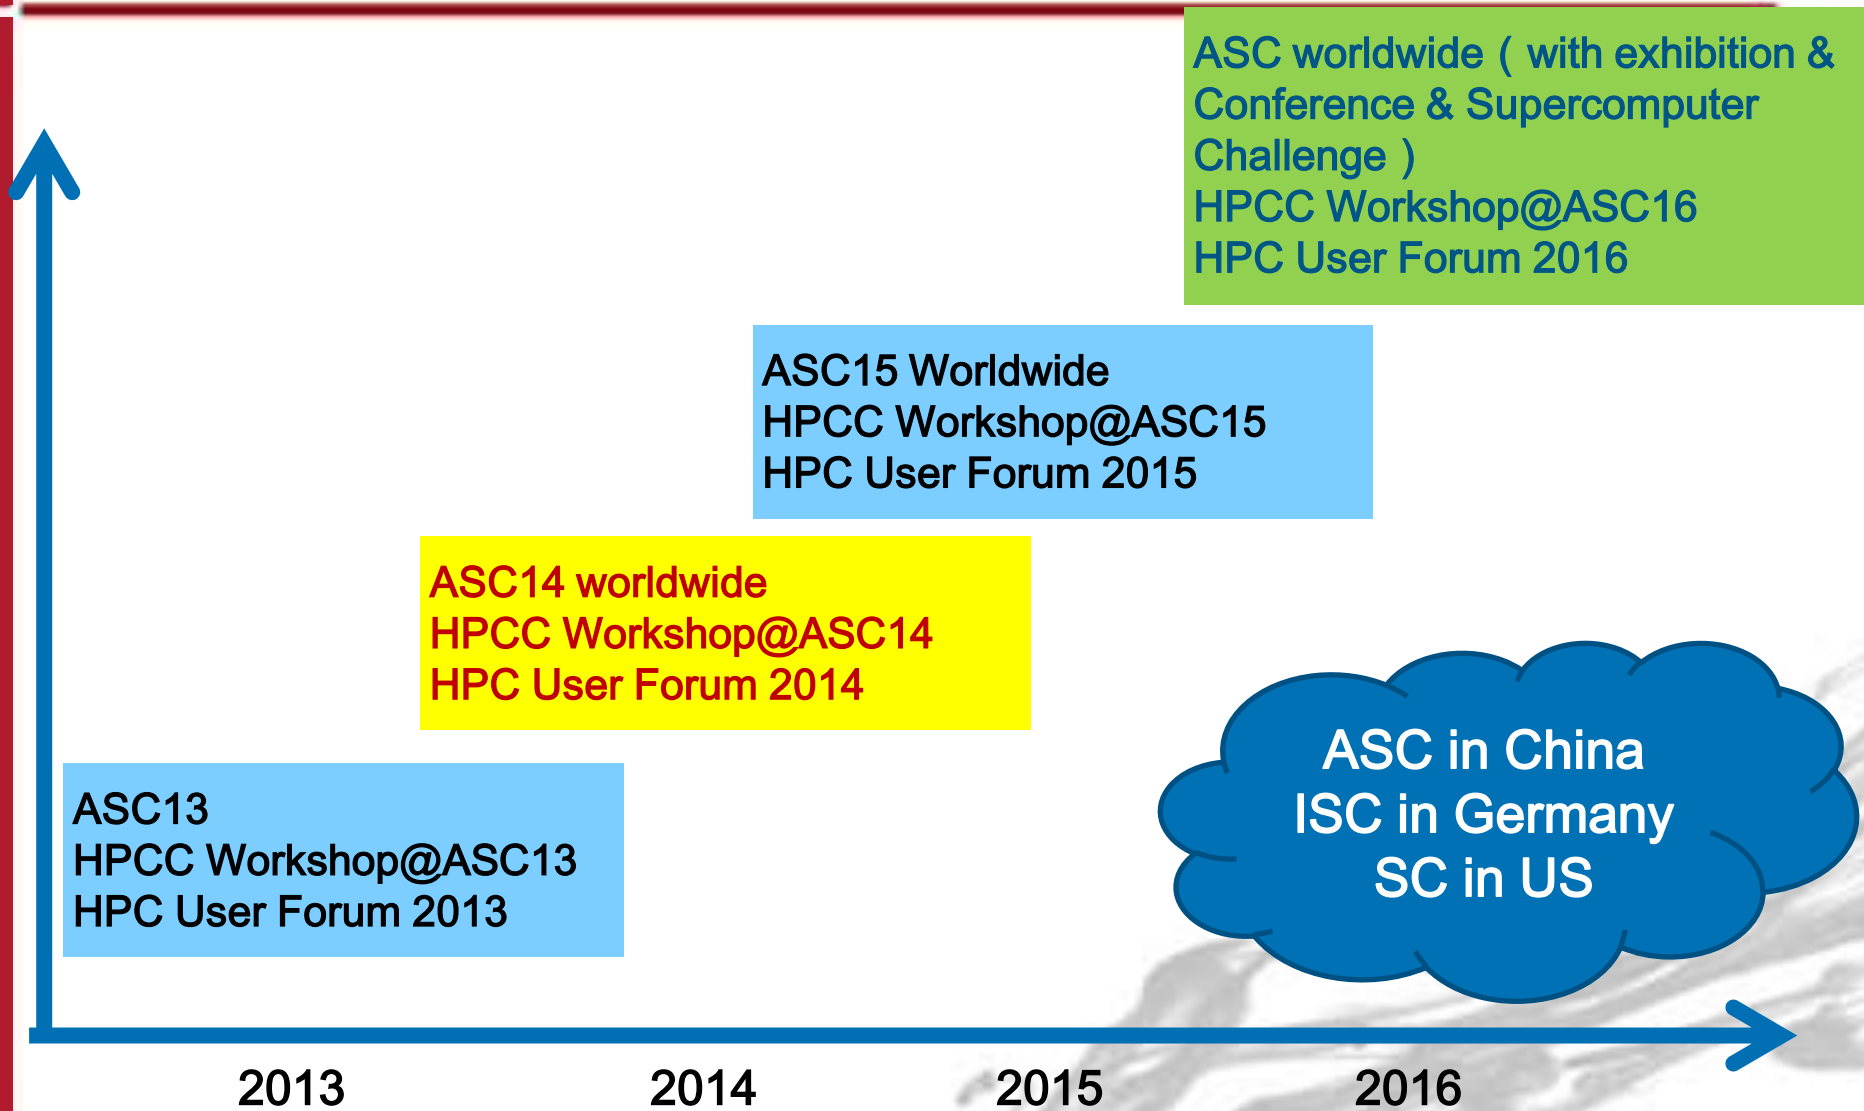 ASC worldwide（with exhibition &
Conference & Supercomputer
Challenge）
HPCC Workshop@ASC16
HPC User Forum 2016
ASC15 Worldwide
HPCC Workshop@ASC15
HPC User Forum 2015
ASC14 worldwide
HPCC Workshop@ASC14
HPC User Forum 2014
ASC13
HPCC Workshop@ASC13
HPC User Forum 2013
ASC in China
ISC in Germany
SC in US
2013
2014
2015
2016